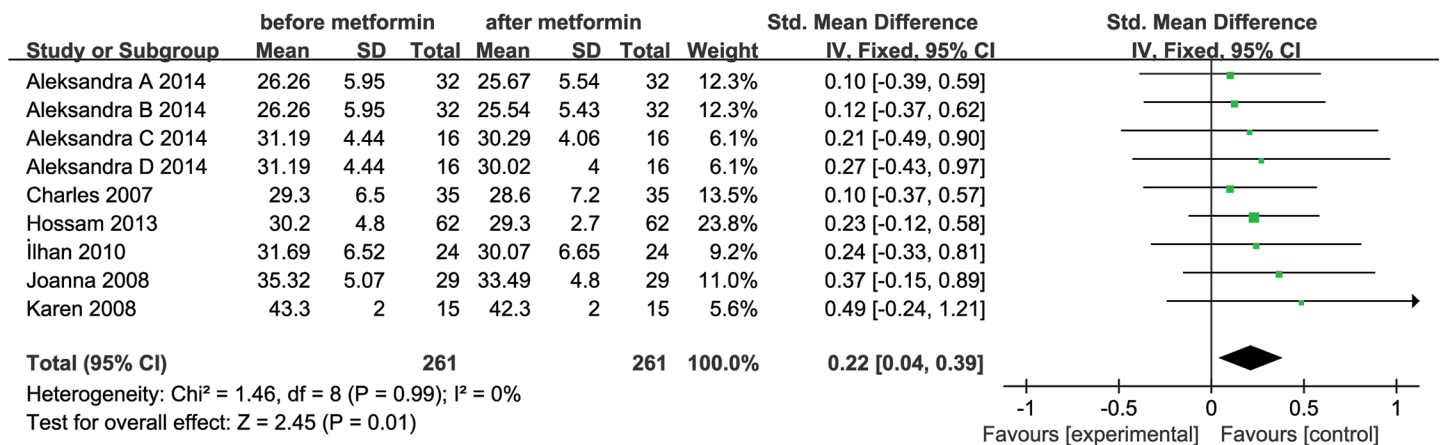 before metformin after metformin Std. Mean Difference Std. Mean Difference
Study or Subgroup Mean SD Total Mean SD Total Weight IV, Fixed, 95% CI IV, Fixed, 95% CI
Aleksandra A 2014 26.26 5.95 32 25.67 5.54 32 12.3% 0.10 [-0.39, 0.59]
Aleksandra B 2014 26.26 5.95 32 25.54 5.43 32 12.3% 0.12 [-0.37, 0.62]
Aleksandra C 2014 31.19 4.44 16 30.29 4.06 16 6.1% 0.21 [-0.49, 0.90]
Aleksandra D 2014 31.19 4.44 16 30.02 4 16 6.1% 0.27 [-0.43, 0.97]
Charles 2007 29.3 6.5 35 28.6 7.2 35 13.5% 0.10 [-0.37, 0.57]
Hossam 2013 30.2 4.8 62 29.3 2.7 62 23.8% 0.23 [-0.12, 0.58]
İlhan 2010 31.69 6.52 24 30.07 6.65 24 9.2% 0.24 [-0.33, 0.81]
Joanna 2008 35.32 5.07 29 33.49 4.8 29 11.0% 0.37 [-0.15, 0.89]
Karen 2008 43.3 2 15 42.3 2 15 5.6% 0.49 [-0.24, 1.21]
Total (95% CI) 261 261 100.0% 0.22 [0.04, 0.39]
Heterogeneity: Chi² = 1.46, df = 8 (P = 0.99); I² = 0%
Test for overall effect: Z = 2.45 (P = 0.01)
-1 -0.5 0 0.5 1
Favours [experimental] Favours [control]